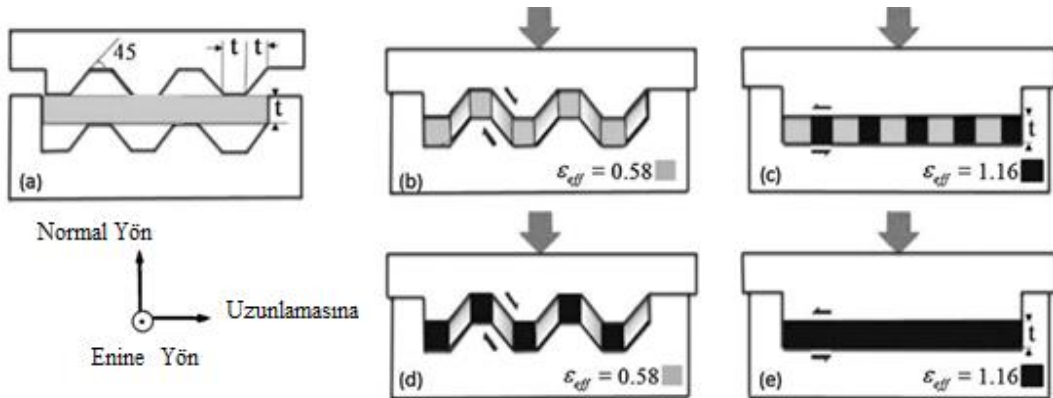 45
t t
t
(a)
(b)
ε_eff = 0.58
(c)
t
ε_eff = 1.16
Normal Yön
Uzunlamasına
Enine Yön
(d)
ε_eff = 0.58
(e)
t
ε_eff = 1.16